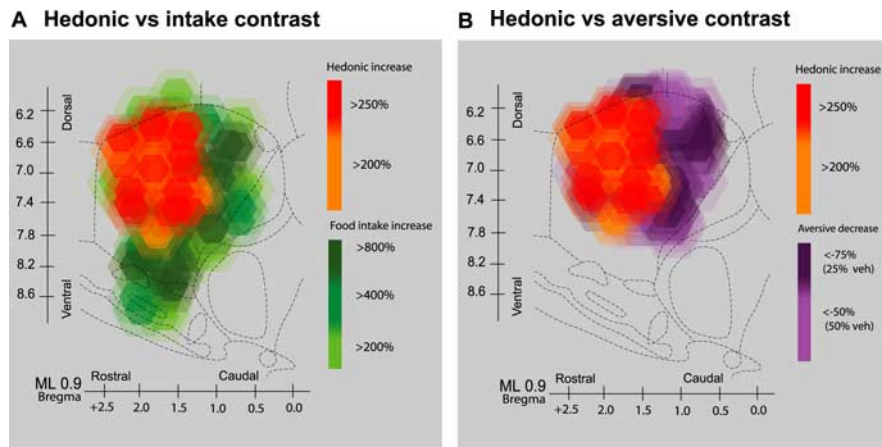 A Hedonic vs intake contrast
Hedonic increase
>250%
>200%
Food intake increase
>800%
>400%
>200%
Dorsal
Ventral
6.2
6.6
7.0
7.4
7.8
8.2
8.6
ML 0.9
Bregma
Rostral
Caudal
+2.5
2.0
1.5
1.0
0.5
0.0
B Hedonic vs aversive contrast
Hedonic increase
>250%
>200%
Aversive decrease
<-75%
(25% veh)
<-50%
(50% veh)
Dorsal
Ventral
6.2
6.6
7.0
7.4
7.8
8.2
8.6
ML 0.9
Bregma
Rostral
Caudal
+2.5
2.0
1.5
1.0
0.5
0.0